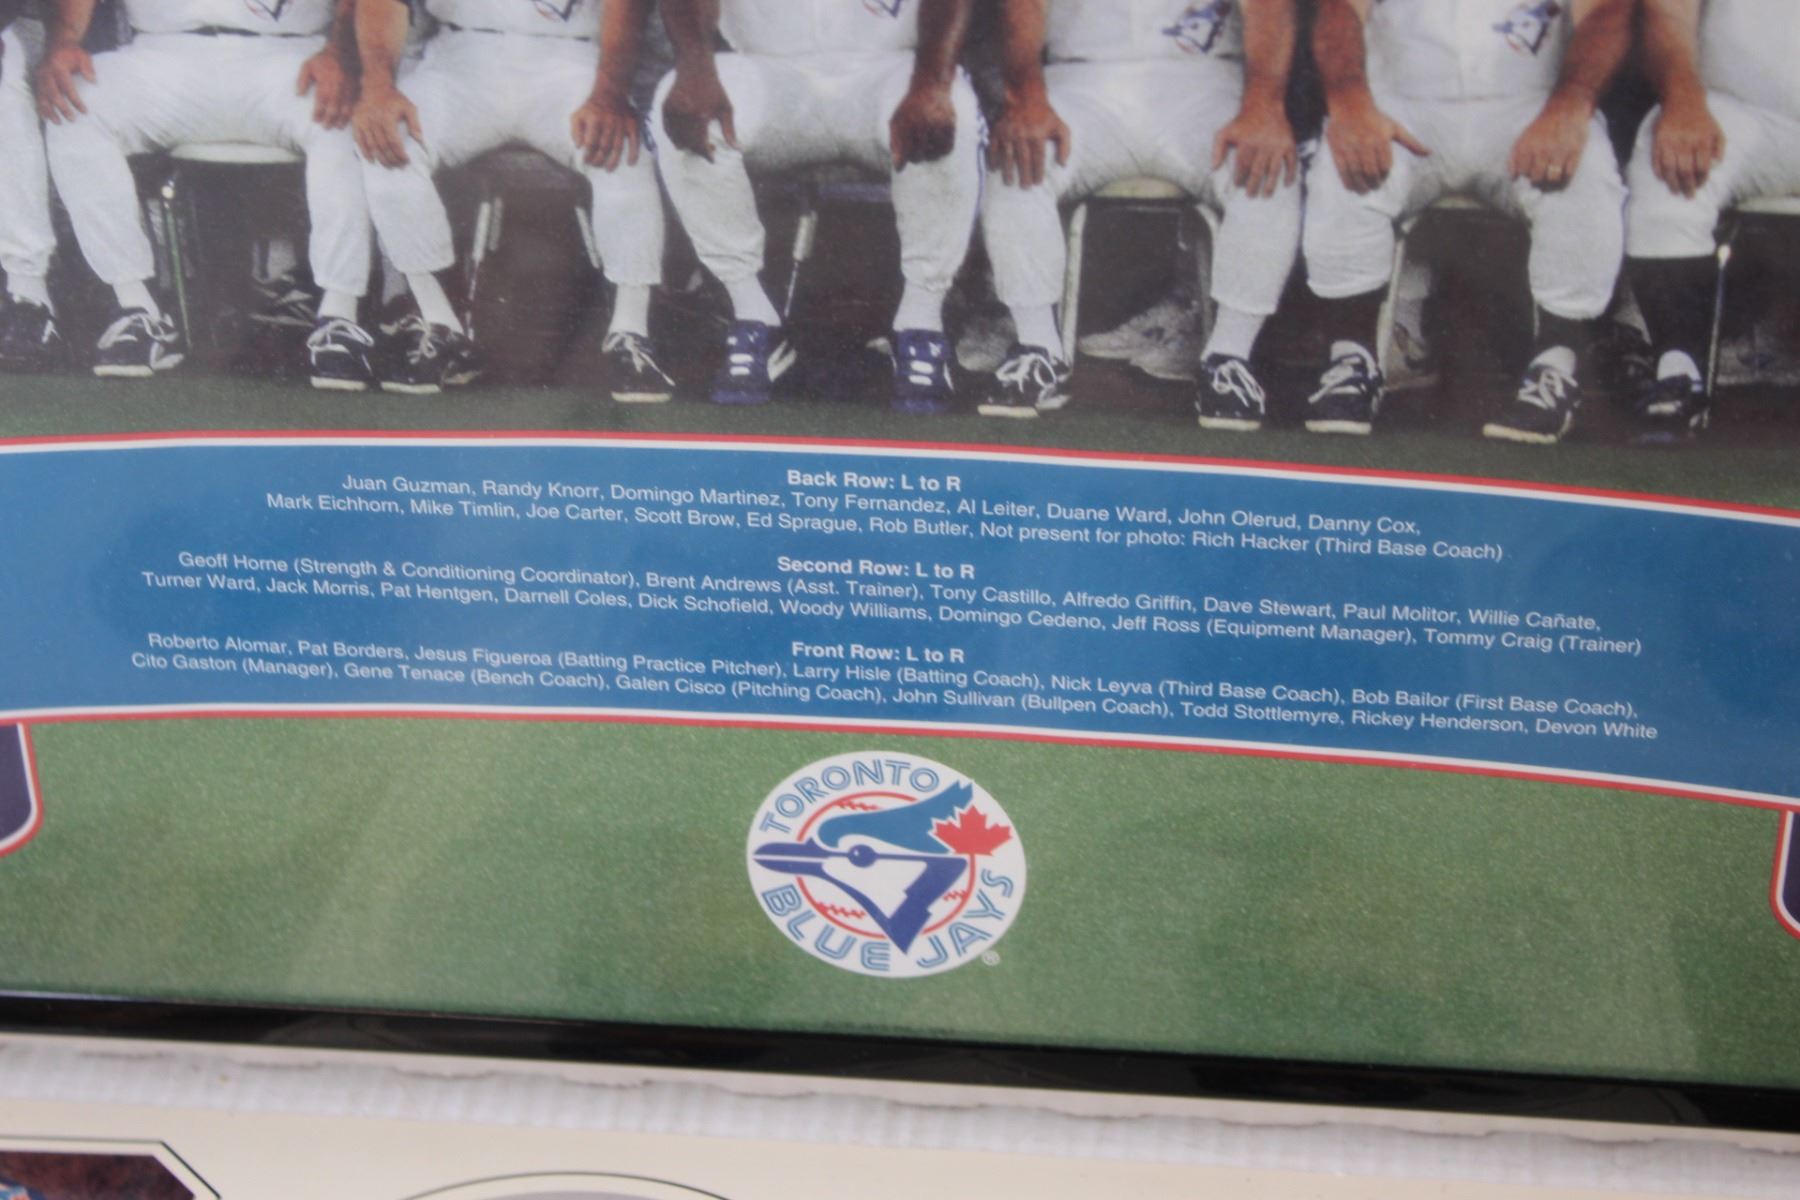 Back Row: L to R
Juan Guzman, Randy Knorr, Domingo Martinez, Tony Fernandez, Al Leiter, Duane Ward, John Olerud, Danny Cox,
Mark Eichhorn, Mike Timlin, Joe Carter, Scott Brow, Ed Sprague, Rob Butler, Not present for photo: Rich Hacker (Third Base Coach)
Second Row: L to R
Geoff Horne (Strength & Conditioning Coordinator), Brent Andrews (Asst. Trainer), Tony Castillo, Alfredo Griffin, Dave Stewart, Paul Molitor, Willie Cañate,
Turner Ward, Jack Morris, Pat Hentgen, Darnell Coles, Dick Schofield, Woody Williams, Domingo Cedeno, Jeff Ross (Equipment Manager), Tommy Craig (Trainer)
Front Row: L to R
Roberto Alomar, Pat Borders, Jesus Figueroa (Batting Practice Pitcher), Larry Hisle (Batting Coach), Nick Leyva (Third Base Coach), Bob Bailor (First Base Coach),
Cito Gaston (Manager), Gene Tenace (Bench Coach), Galen Cisco (Pitching Coach), John Sullivan (Bullpen Coach), Todd Stottlemyre, Rickey Henderson, Devon White
TORONTO
BLUE JAYS®